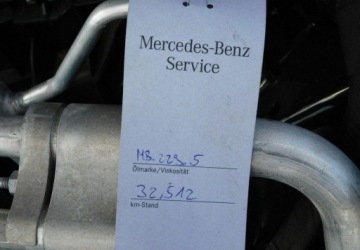 Mercedes-Benz
Service
MB 229.5
Ölmarke/Viskosität
32,512
km-Stand